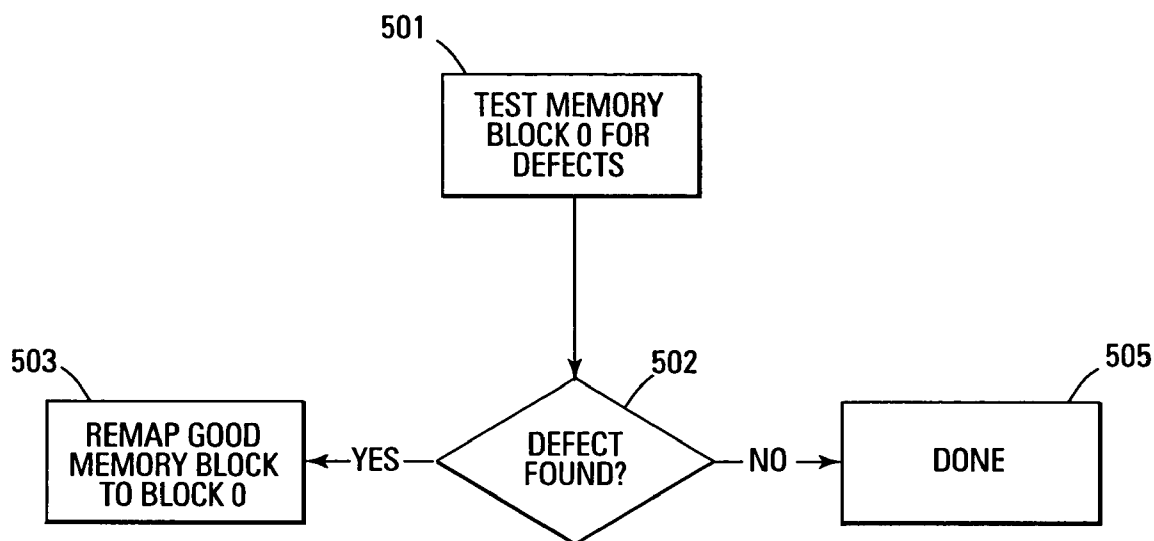 501
TEST MEMORY
BLOCK 0 FOR
DEFECTS
503
REMAP GOOD
MEMORY BLOCK
TO BLOCK 0
YES
502
DEFECT
FOUND?
NO
505
DONE